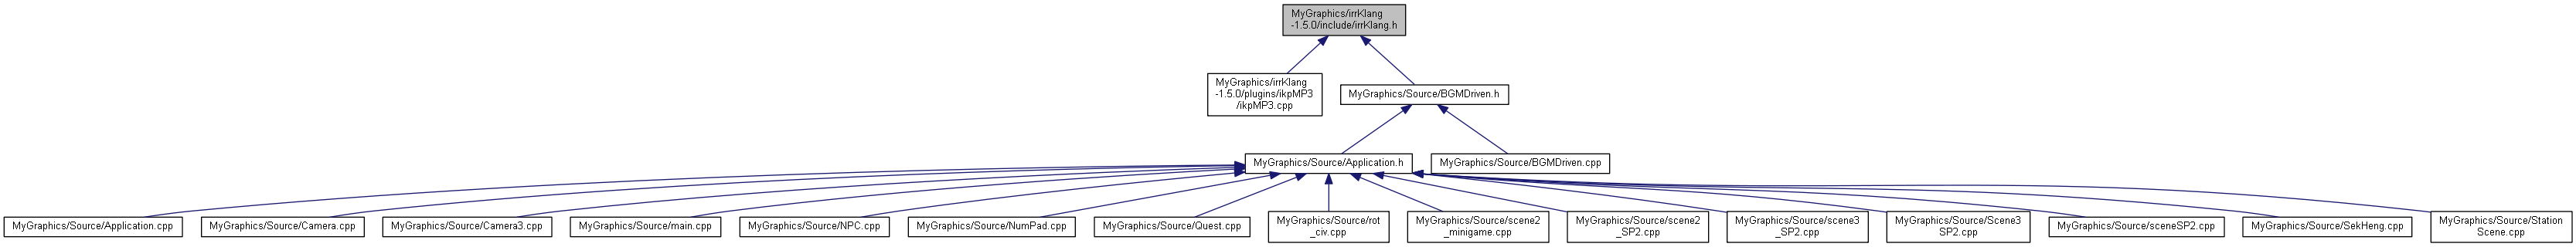 MyGraphics/irrKlang
-1.5.0/include/irrKlang.h
MyGraphics/irrKlang
-1.5.0/plugins/ikpMP3
/ikpMP3.cpp
MyGraphics/Source/BGMDriven.h
MyGraphics/Source/Application.h
MyGraphics/Source/BGMDriven.cpp
MyGraphics/Source/Application.cpp
MyGraphics/Source/Camera.cpp
MyGraphics/Source/Camera3.cpp
MyGraphics/Source/main.cpp
MyGraphics/Source/NPC.cpp
MyGraphics/Source/NumPad.cpp
MyGraphics/Source/Quest.cpp
MyGraphics/Source/rot
_civ.cpp
MyGraphics/Source/scene2
_minigame.cpp
MyGraphics/Source/scene2
_SP2.cpp
MyGraphics/Source/scene3
_SP2.cpp
MyGraphics/Source/Scene3
SP2.cpp
MyGraphics/Source/sceneSP2.cpp
MyGraphics/Source/SekHeng.cpp
MyGraphics/Source/Station
Scene.cpp